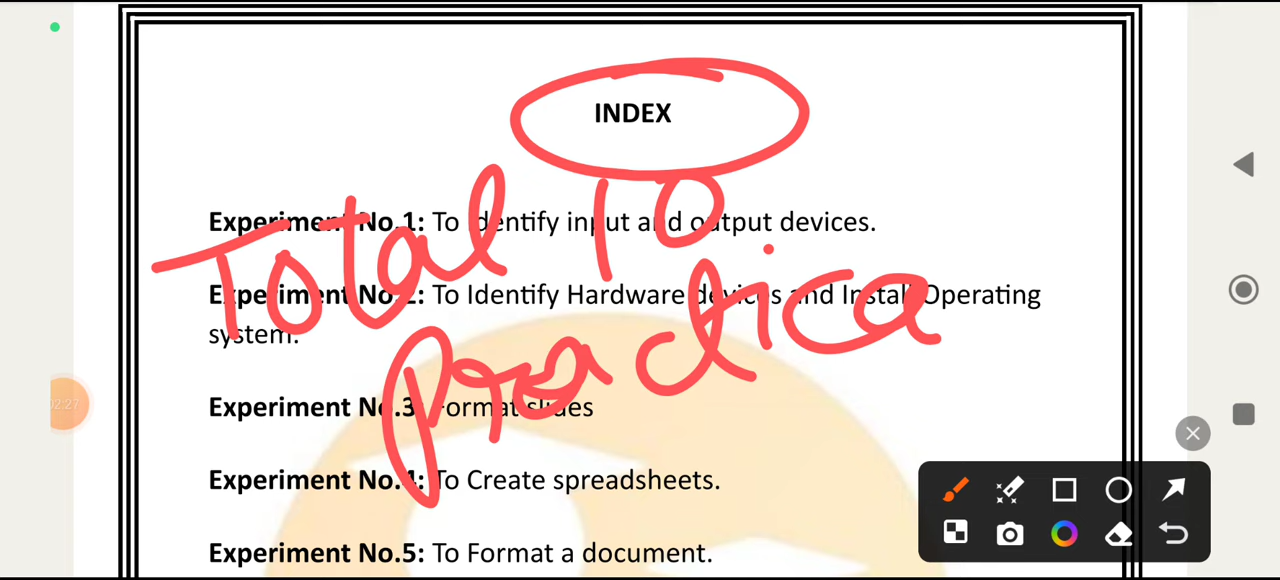 INDEX
Total 10
Experiment No.1: To Identify input and output devices.
Experiment No.2: To Identify Hardware devices and Install Operating
system.
practica
Experiment No.3: Format slides
Experiment No.4: To Create spreadsheets.
Experiment No.5: To Format a document.
02:27